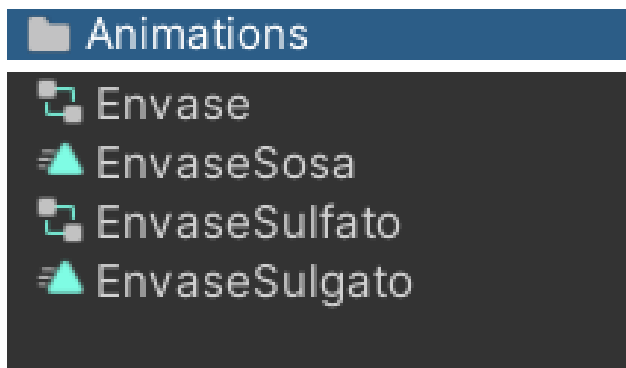 Animations
Envase
EnvaseSosa
EnvaseSulfato
EnvaseSulgato